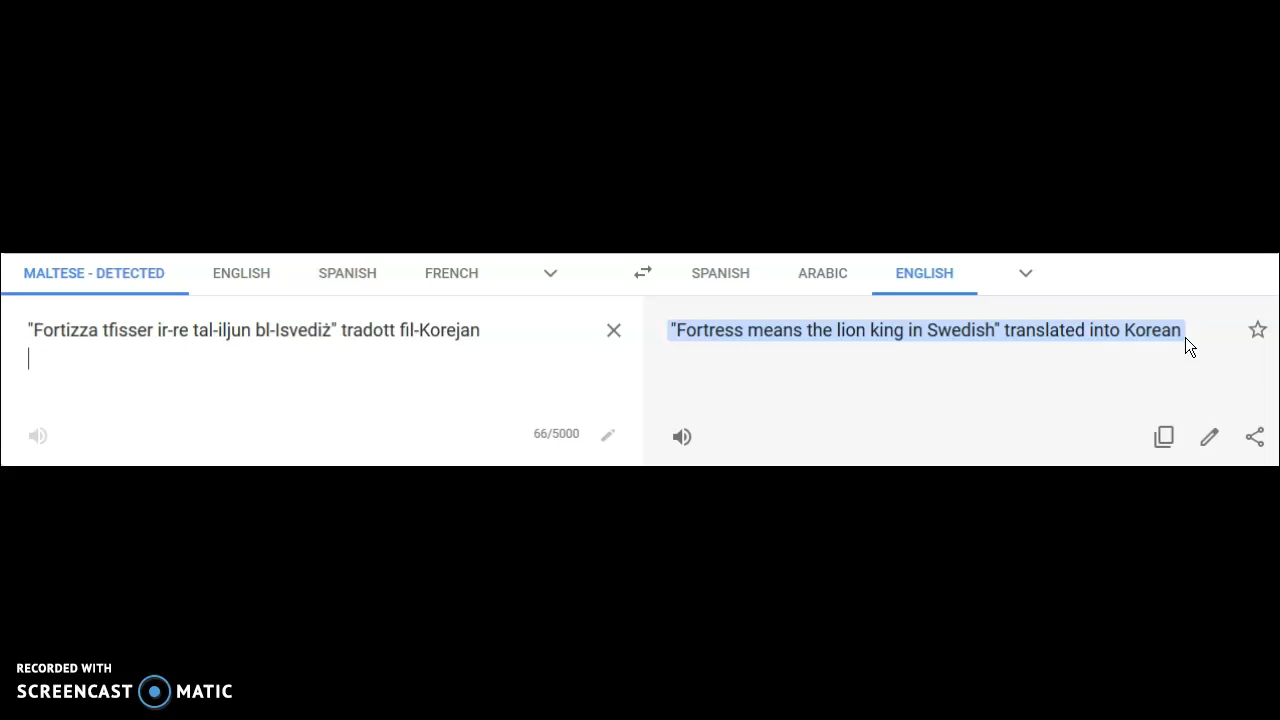 MALTESE - DETECTED ENGLISH SPANISH FRENCH SPANISH ARABIC ENGLISH
"Fortizza tfisser ir-re tal-iljun bl-Isvediż" tradott fil-Korejan
"Fortress means the lion king in Swedish" translated into Korean
66/5000
RECORDED WITH
SCREENCAST MATIC